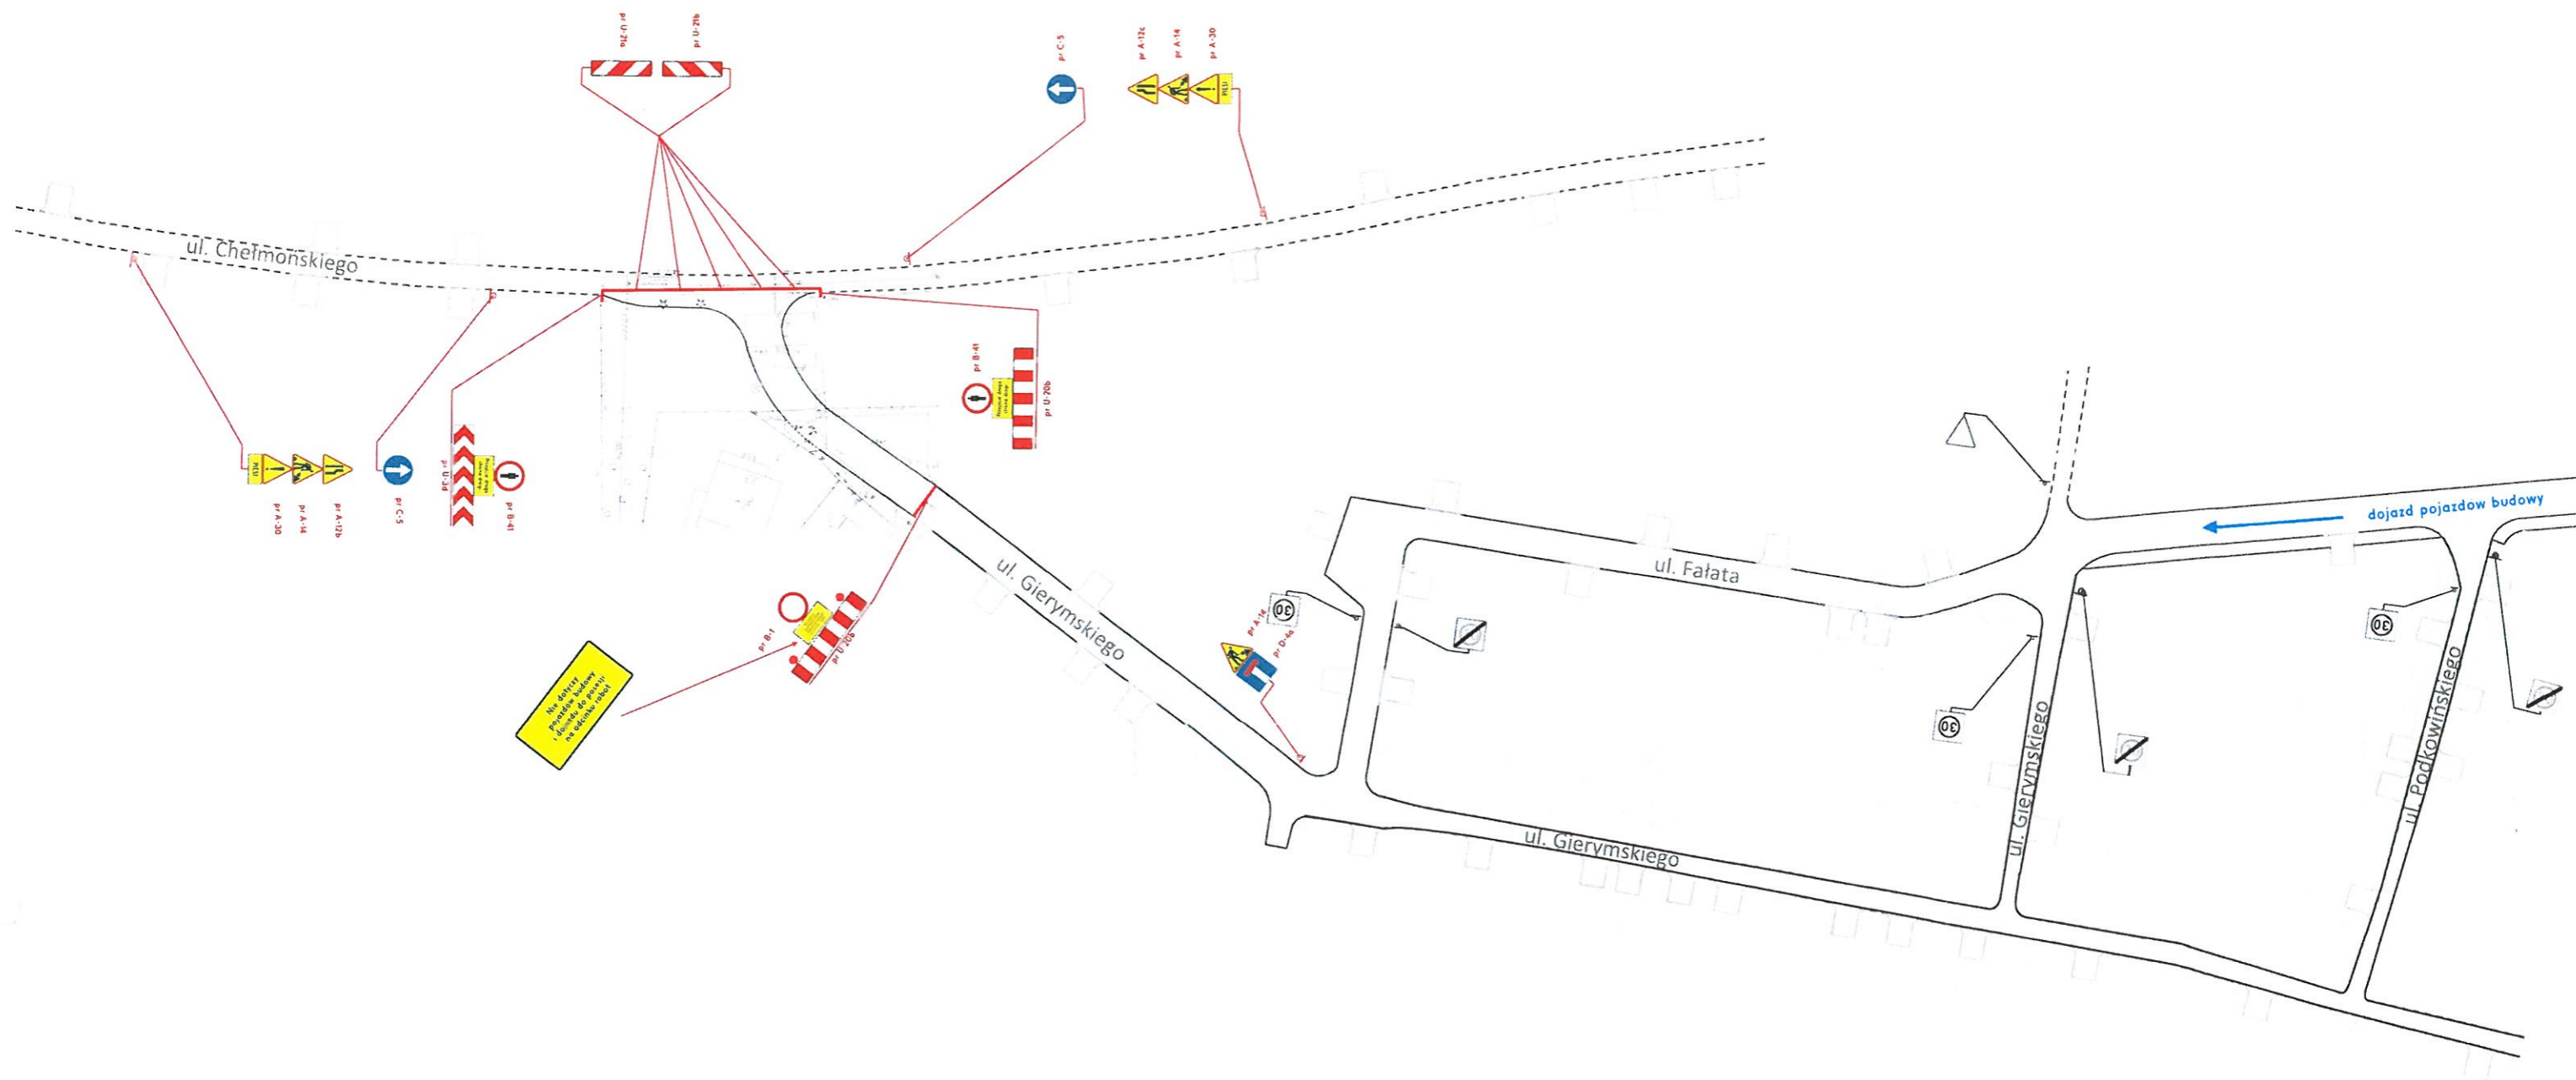 pr U-21a
pr U-21b
pr C-5
pr A-12c
pr A-14
pr A-30
PIESI
ul. Chełmońskiego
pr B-41
pr U-20b
PIESI
pr A-30
pr A-14
pr A-12b
pr C-5
pr U-3d
pr B-41
dojazd pojazdow budowy
ul. Fałata
ul. Gierymskiego
pr B-1
pr U-20b
Nie dotyczy
pojazdów budowy
i dojazdu do posesji
na odcinku robót
30
pr A-14
pr D-4a
30
30
ul. Gierymskiego
ul. Podkowińskiego
ul. Gierymskiego